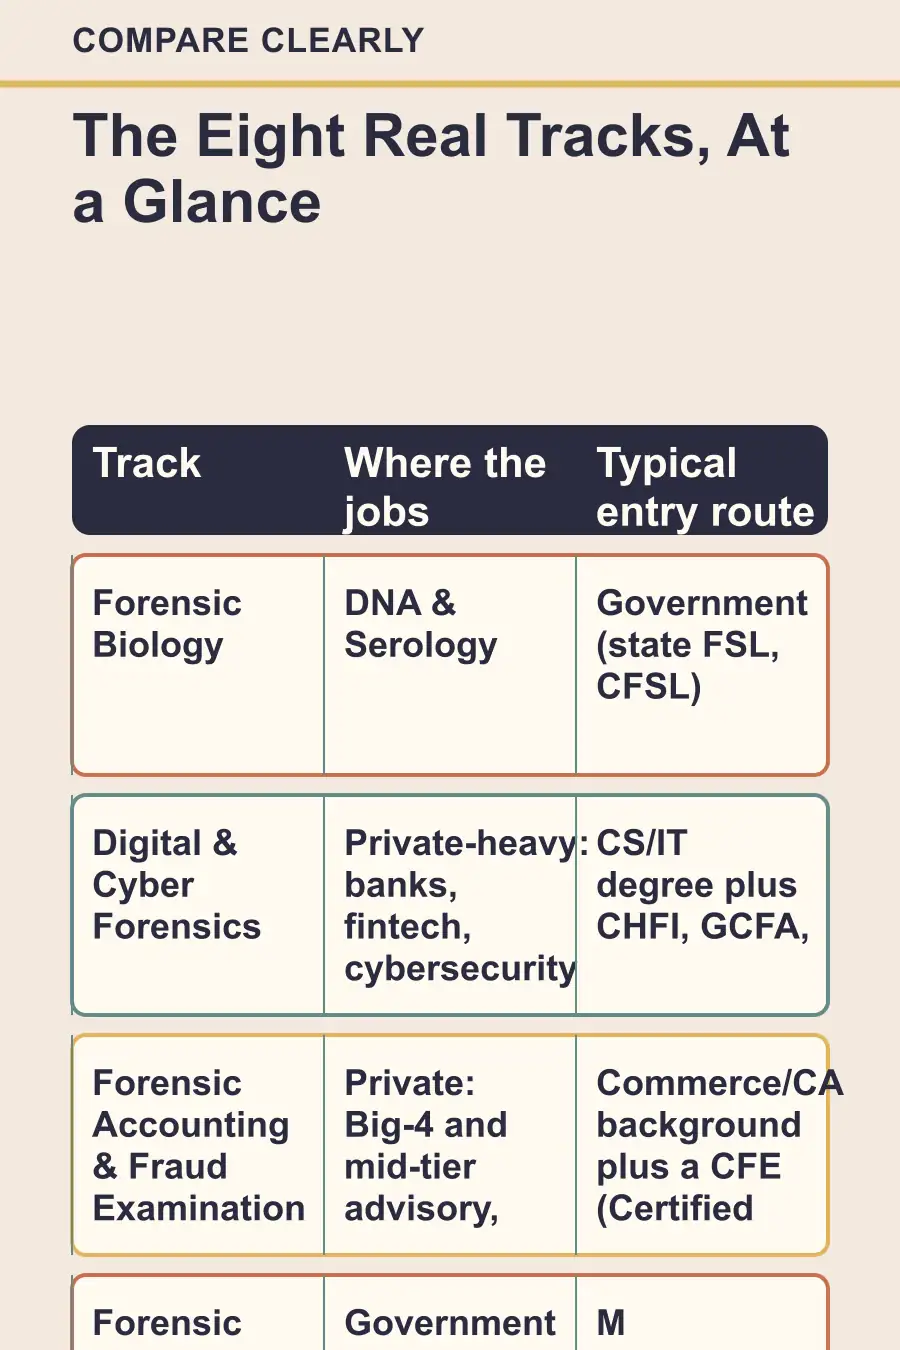 COMPARE CLEARLY
The Eight Real Tracks, At
a Glance
Track
Where the
jobs
Typical
entry route
Forensic
Biology
DNA &
Serology
Government
(state FSL,
CFSL)
Digital &
Cyber
Forensics
Private-heavy:
banks,
fintech,
cybersecurity
CS/IT
degree plus
CHFI, GCFA,
Forensic
Accounting
& Fraud
Examination
Private:
Big-4 and
mid-tier
advisory,
Commerce/CA
background
plus a CFE
(Certified
Forensic
Government
M